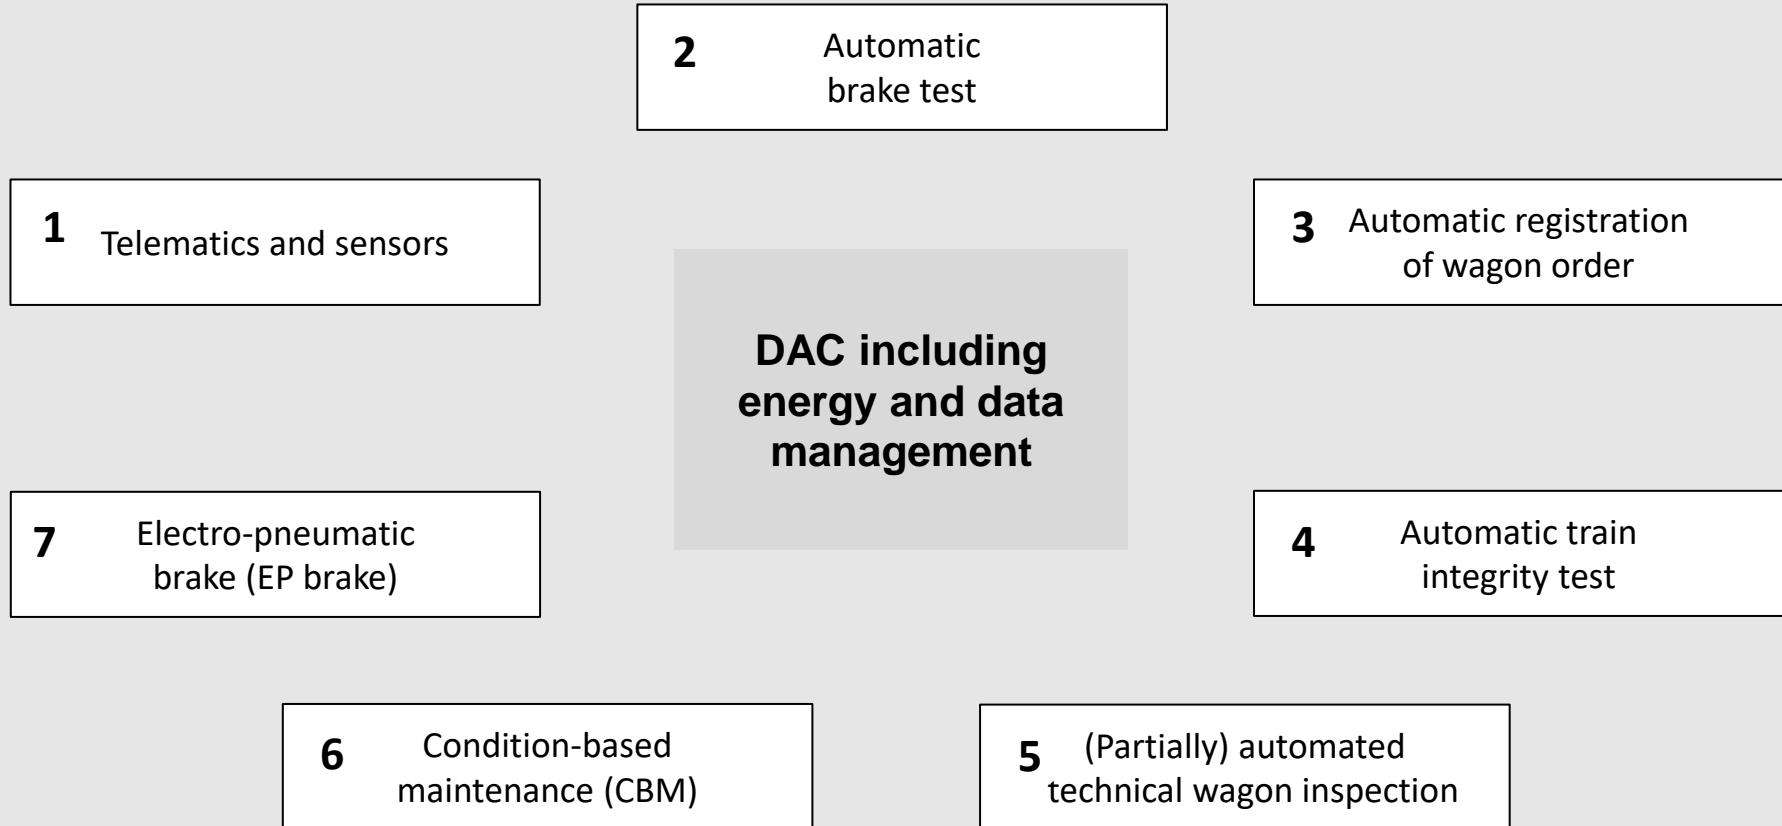 2
Automatic
brake test
1
Telematics and sensors
3
Automatic registration
of wagon order
DAC including
energy and data
management
7
Electro-pneumatic
brake (EP brake)
4
Automatic train
integrity test
6
Condition-based
maintenance (CBM)
5
(Partially) automated
technical wagon inspection